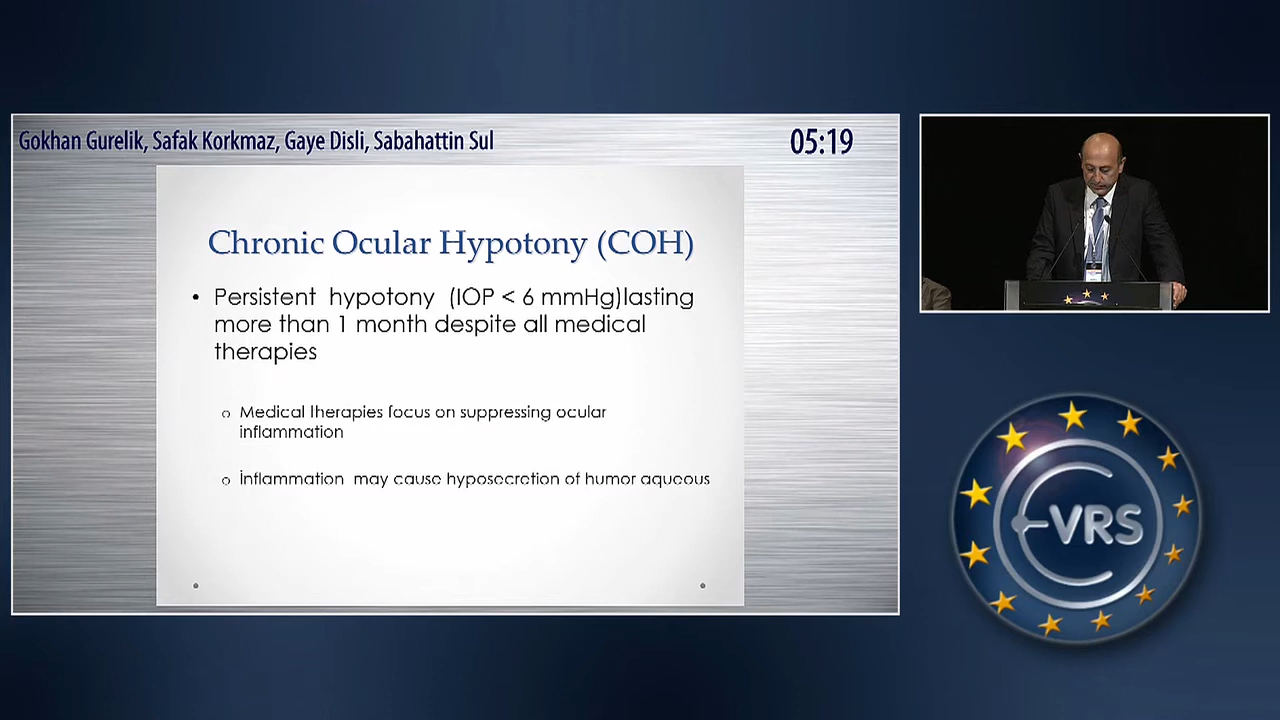 Gokhan Gurelik, Safak Korkmaz, Gaye Disli, Sabahattin Sul
05:19
Chronic Ocular Hypotony (COH)
• Persistent hypotony (IOP < 6 mmHg)lasting
more than 1 month despite all medical
therapies
o Medical therapies focus on suppressing ocular
inflammation
o İnflammation may cause hyposecretion of humor aqueous
E-VRS